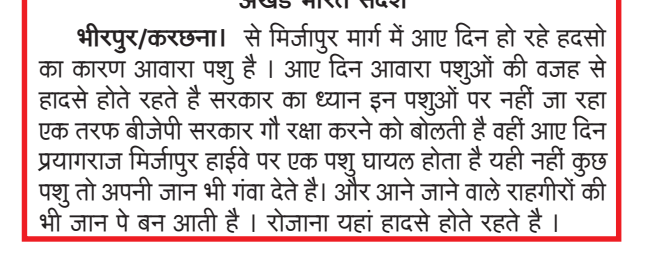 अखंड भारत संदेश
भीरपुर/करछना। से मिर्जापुर मार्ग में आए दिन हो रहे हदसो
का कारण आवारा पशु है । आए दिन आवारा पशुओं की वजह से
हादसे होते रहते है सरकार का ध्यान इन पशुओं पर नहीं जा रहा
एक तरफ बीजेपी सरकार गौ रक्षा करने को बोलती है वहीं आए दिन
प्रयागराज मिर्जापुर हाईवे पर एक पशु घायल होता है यही नहीं कुछ
पशु तो अपनी जान भी गंवा देते है। और आने जाने वाले राहगीरों की
भी जान पे बन आती है । रोजाना यहां हादसे होते रहते है ।